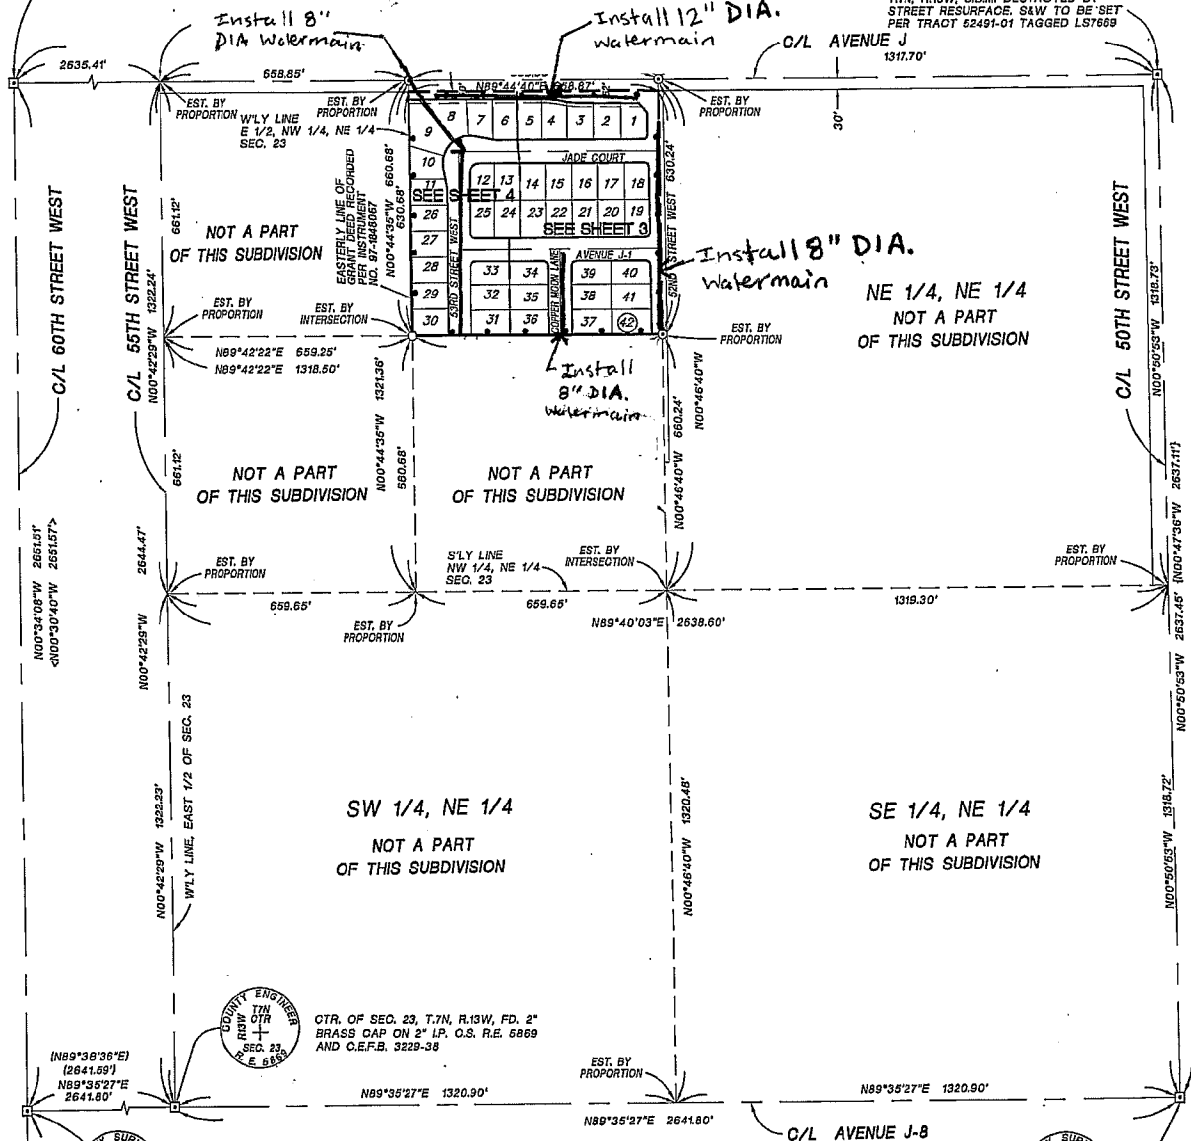 Install 8"
DIA Watermain
Install 12" DIA.
Watermain
STREET RESURFACE. S&W TO BE SET
PER TRACT 52491-01 TAGGED LS7669
C/L AVENUE J
2635.41'
658.85'
1317.70'
N89°44'40"E
EST. BY
PROPORTION
EST. BY
PROPORTION
EST. BY
PROPORTION
30'
W'LY LINE
E 1/2, NW 1/4, NE 1/4
SEC. 23
8 7 6 5 4 3 2 1
9
10
11
JADE COURT
12 13 14 15 16 17 18
SEE SHEET 4
26
25 24 23 22 21 20 19
SEE SHEET 3
27
28
29
30
AVENUE J-1
33 34 39 40
32 35 38 41
31 36 37 42
53RD STREET WEST
COPPER MOON LANE
52ND STREET WEST
630.24'
EASTERLY LINE OF
GRANT DEED RECORDED
PER INSTRUMENT
NO. 97-1848067
N00°44'35"W 660.68'
630.68'
C/L 60TH STREET WEST
C/L 55TH STREET WEST
N00°42'29"W 1322.24'
661.12'
NOT A PART
OF THIS SUBDIVISION
Install 8" DIA.
Watermain
NE 1/4, NE 1/4
NOT A PART
OF THIS SUBDIVISION
C/L 50TH STREET WEST
N00°50'53"W 1318.73'
EST. BY
PROPORTION
EST. BY
INTERSECTION
EST. BY
PROPORTION
N89°42'22"E 659.25'
N89°42'22"E 1318.50'
Install
8" DIA.
Watermain
N00°44'35"W 1321.36'
660.68'
N00°46'40"W 660.24'
N00°46'40"W
661.12'
NOT A PART
OF THIS SUBDIVISION
NOT A PART
OF THIS SUBDIVISION
N00°34'08"W 2651.51'
<N00°30'40"W 2651.57'>
N00°42'29"W 2644.47'
{N00°47'36"W 2637.11'}
N00°50'53"W 2637.45'
EST. BY
PROPORTION
S'LY LINE
NW 1/4, NE 1/4
SEC. 23
EST. BY
INTERSECTION
EST. BY
PROPORTION
659.65'
659.65'
1319.30'
EST. BY
PROPORTION
N89°40'03"E 2638.60'
W'LY LINE, EAST 1/2 OF SEC. 23
N00°42'29"W 1322.23'
N00°46'40"W 1320.48'
N00°50'53"W 1318.72'
SW 1/4, NE 1/4
NOT A PART
OF THIS SUBDIVISION
SE 1/4, NE 1/4
NOT A PART
OF THIS SUBDIVISION
COUNTY ENGINEER
T7N
CTR
R13W
SEC. 23
R.E. 5869
CTR. OF SEC. 23, T.7N, R.13W, FD. 2"
BRASS CAP ON 2" I.P. C.S. R.E. 5869
AND C.E.F.B. 3229-38
(N89°38'36"E)
(2641.59')
N89°35'27"E
2641.80'
EST. BY
PROPORTION
N89°35'27"E 1320.90'
N89°35'27"E 1320.90'
N89°35'27"E 2641.80'
C/L AVENUE J-8